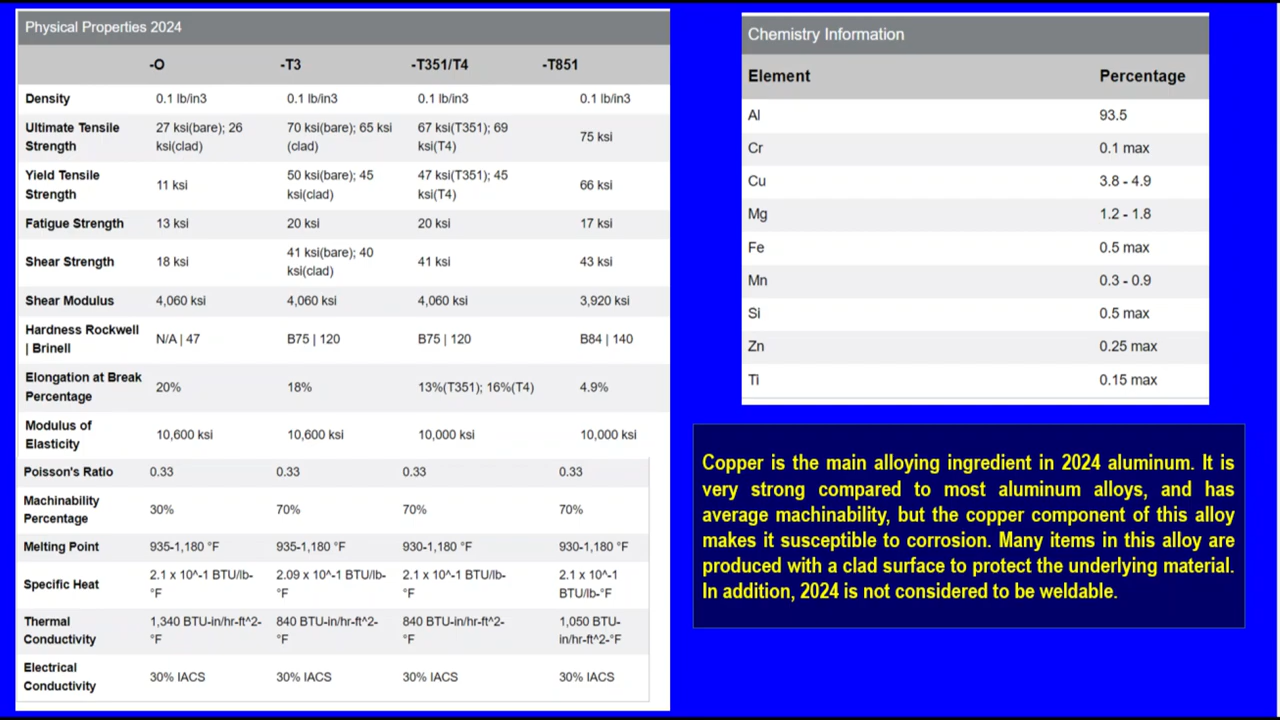 Physical Properties 2024
-O -T3 -T351/T4 -T851
Density 0.1 lb/in3 0.1 lb/in3 0.1 lb/in3 0.1 lb/in3
Ultimate Tensile 27 ksi(bare); 26 70 ksi(bare); 65 ksi 67 ksi(T351); 69 75 ksi
Strength ksi(clad) (clad) ksi(T4)
Yield Tensile 11 ksi 50 ksi(bare); 45 47 ksi(T351); 45 66 ksi
Strength ksi(clad) ksi(T4)
Fatigue Strength 13 ksi 20 ksi 20 ksi 17 ksi
Shear Strength 18 ksi 41 ksi(bare); 40 41 ksi 43 ksi
ksi(clad)
Shear Modulus 4,060 ksi 4,060 ksi 4,060 ksi 3,920 ksi
Hardness Rockwell N/A | 47 B75 | 120 B75 | 120 B84 | 140
| Brinell
Elongation at Break 20% 18% 13%(T351); 16%(T4) 4.9%
Percentage
Modulus of 10,600 ksi 10,600 ksi 10,000 ksi 10,000 ksi
Elasticity
Poisson's Ratio 0.33 0.33 0.33 0.33
Machinability 30% 70% 70% 70%
Percentage
Melting Point 935-1,180 °F 935-1,180 °F 930-1,180 °F 930-1,180 °F
Specific Heat 2.1 x 10^-1 BTU/lb- 2.09 x 10^-1 BTU/lb- 2.1 x 10^-1 BTU/lb- 2.1 x 10^-1
°F °F °F BTU/lb-°F
Thermal 1,340 BTU-in/hr-ft^2- 840 BTU-in/hr-ft^2- 840 BTU-in/hr-ft^2- 1,050 BTU-
Conductivity °F °F °F in/hr-ft^2-°F
Electrical 30% IACS 30% IACS 30% IACS 30% IACS
Conductivity
Chemistry Information
Element Percentage
Al 93.5
Cr 0.1 max
Cu 3.8 - 4.9
Mg 1.2 - 1.8
Fe 0.5 max
Mn 0.3 - 0.9
Si 0.5 max
Zn 0.25 max
Ti 0.15 max
Copper is the main alloying ingredient in 2024 aluminum. It is
very strong compared to most aluminum alloys, and has
average machinability, but the copper component of this alloy
makes it susceptible to corrosion. Many items in this alloy are
produced with a clad surface to protect the underlying material.
In addition, 2024 is not considered to be weldable.